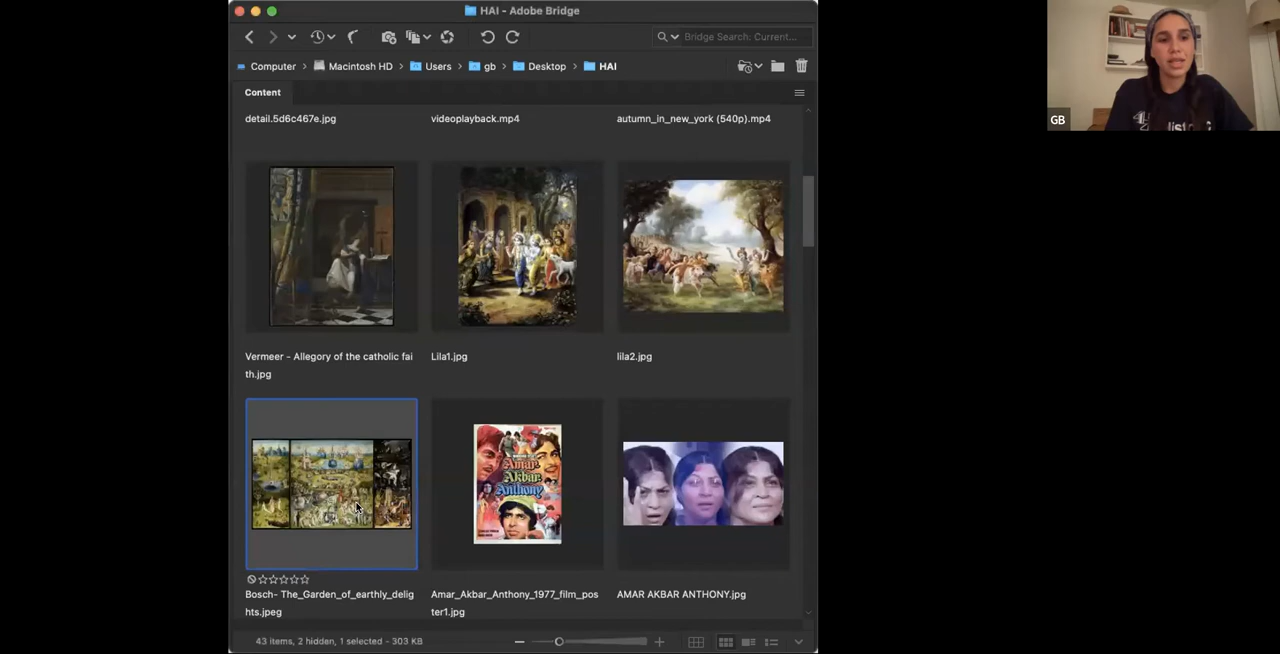 HAI - Adobe Bridge
Bridge Search: Current...
Computer > Macintosh HD > Users > gb > Desktop > HAI
Content
detail.5d6c467e.jpg
videoplayback.mp4
autumn_in_new_york (540p).mp4
Vermeer - Allegory of the catholic fai
th.jpg
Lila1.jpg
lila2.jpg
Amar
Akbar
Anthony
Bosch- The_Garden_of_earthly_delig
hts.jpeg
Amar_Akbar_Anthony_1977_film_pos
ter1.jpg
AMAR AKBAR ANTHONY.jpg
43 items, 2 hidden, 1 selected - 303 KB
GB